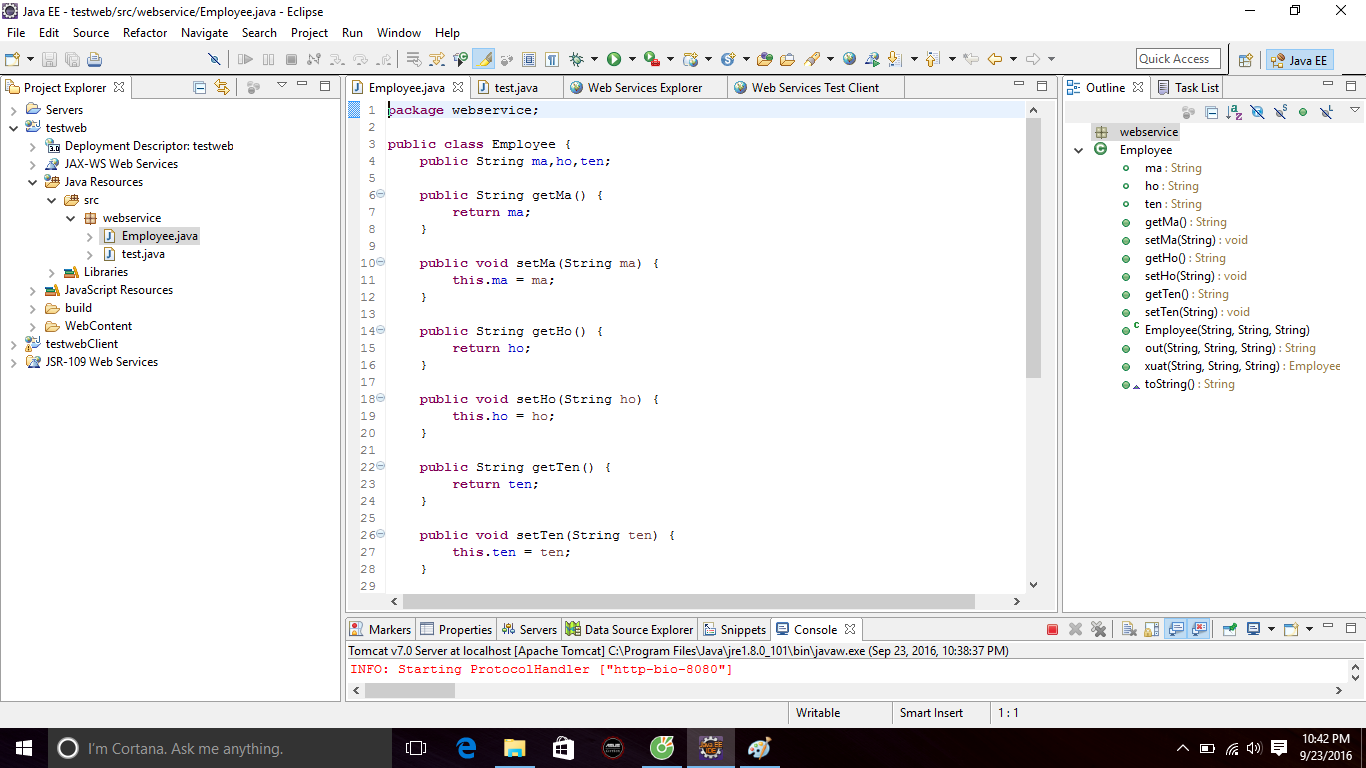 Java EE - testweb/src/webservice/Employee.java - Eclipse
File Edit Source Refactor Navigate Search Project Run Window Help
Quick Access
Java EE
Project Explorer
Servers
testweb
Deployment Descriptor: testweb
JAX-WS Web Services
Java Resources
src
webservice
Employee.java
test.java
Libraries
JavaScript Resources
build
WebContent
testwebClient
JSR-109 Web Services
Employee.java test.java Web Services Explorer Web Services Test Client
1 package webservice;
2
3 public class Employee {
4 public String ma,ho,ten;
5
6 public String getMa() {
7 return ma;
8 }
9
10 public void setMa(String ma) {
11 this.ma = ma;
12 }
13
14 public String getHo() {
15 return ho;
16 }
17
18 public void setHo(String ho) {
19 this.ho = ho;
20 }
21
22 public String getTen() {
23 return ten;
24 }
25
26 public void setTen(String ten) {
27 this.ten = ten;
28 }
29
Outline Task List
webservice
Employee
ma : String
ho : String
ten : String
getMa() : String
setMa(String) : void
getHo() : String
setHo(String) : void
getTen() : String
setTen(String) : void
Employee(String, String, String)
out(String, String, String) : String
xuat(String, String, String) : Employee
toString() : String
Markers Properties Servers Data Source Explorer Snippets Console
Tomcat v7.0 Server at localhost [Apache Tomcat] C:\Program Files\Java\jre1.8.0_101\bin\javaw.exe (Sep 23, 2016, 10:38:37 PM)
INFO: Starting ProtocolHandler ["http-bio-8080"]
Writable Smart Insert 1 : 1
I'm Cortana. Ask me anything.
10:42 PM
9/23/2016